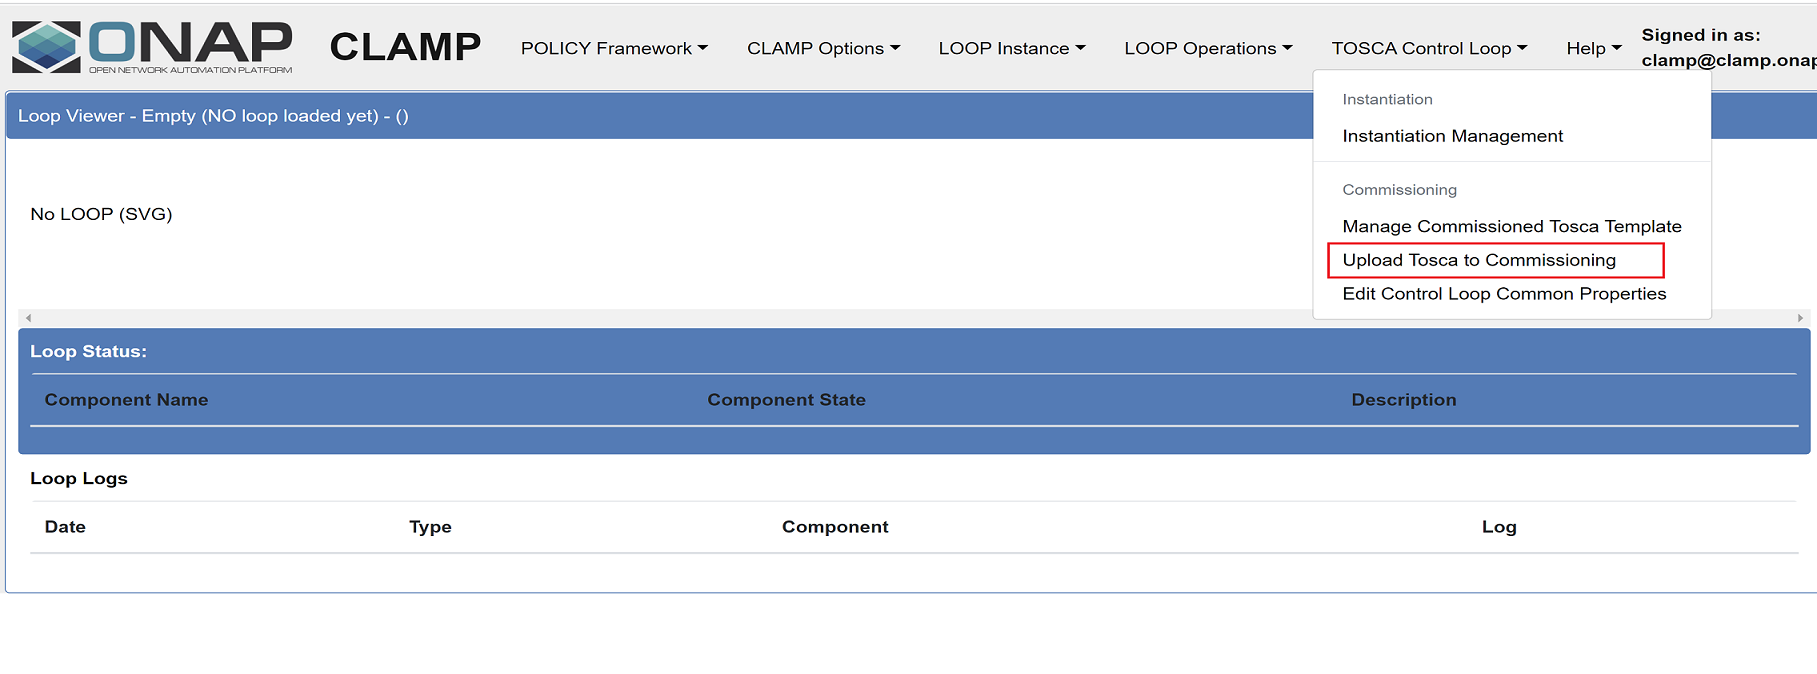 ONAP
OPEN NETWORK AUTOMATION PLATFORM
CLAMP
POLICY Framework
CLAMP Options
LOOP Instance
LOOP Operations
TOSCA Control Loop
Help
Signed in as:
clamp@clamp.onap
Loop Viewer - Empty (NO loop loaded yet) - ()
Instantiation
Instantiation Management
Commissioning
Manage Commissioned Tosca Template
Upload Tosca to Commissioning
Edit Control Loop Common Properties
No LOOP (SVG)
Loop Status:
Component Name Component State Description
Loop Logs
Date Type Component Log